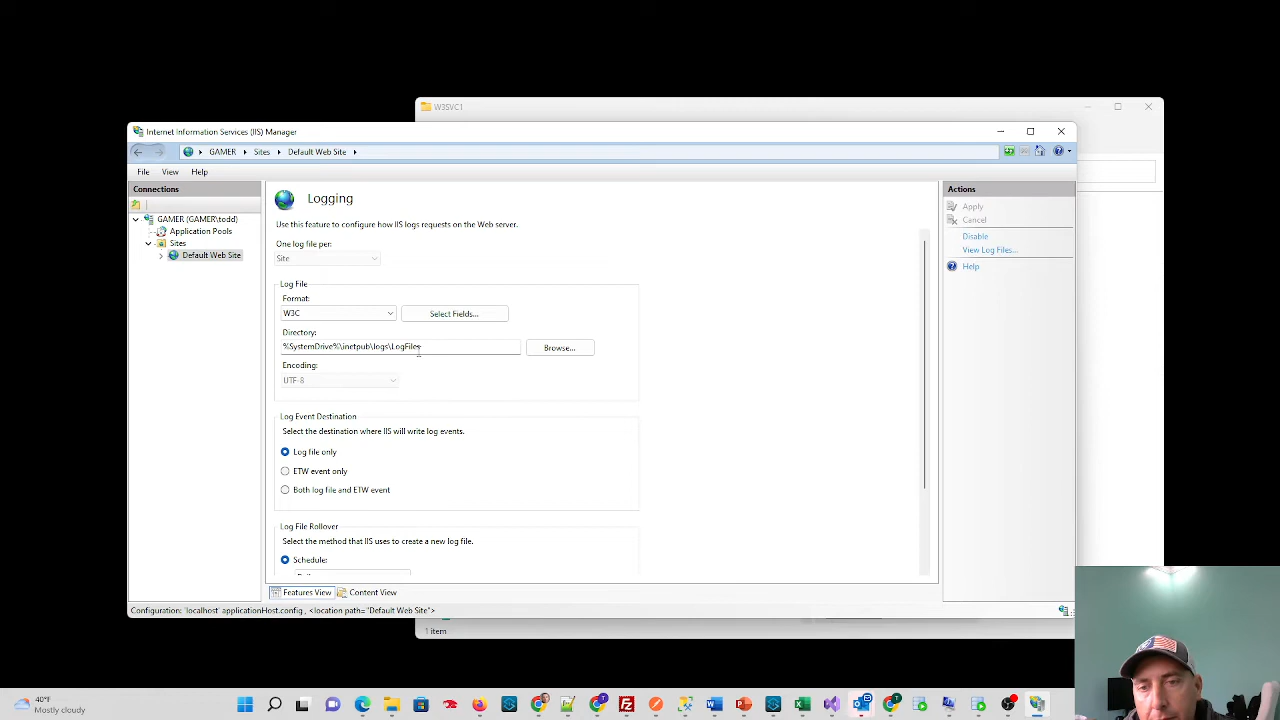 W3SVC1
Internet Information Services (IIS) Manager
GAMER
Sites
Default Web Site
File
View
Help
Connections
GAMER (GAMER\todd)
Application Pools
Sites
Default Web Site
Logging
Use this feature to configure how IIS logs requests on the Web server.
One log file per:
Site
Log File
Format:
W3C
Select Fields...
Directory:
%SystemDrive%\inetpub\logs\LogFiles
Browse...
Encoding:
UTF-8
Log Event Destination
Select the destination where IIS will write log events.
Log file only
ETW event only
Both log file and ETW event
Log File Rollover
Select the method that IIS uses to create a new log file.
Schedule:
Features View
Content View
Actions
Apply
Cancel
Disable
View Log Files...
Help
Configuration: 'localhost' applicationHost.config , <location path="Default Web Site">
1 item
40°F
Mostly cloudy